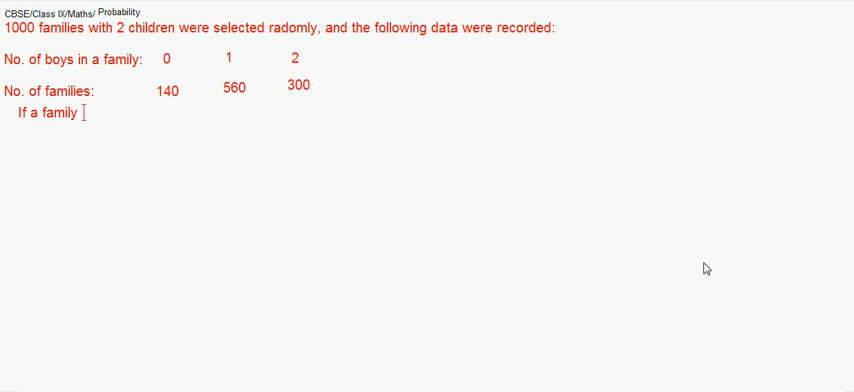 CBSE/Class IX/Maths/ Probability
1000 families with 2 children were selected radomly, and the following data were recorded:
No. of boys in a family: 0 1 2
No. of families: 140 560 300
If a family